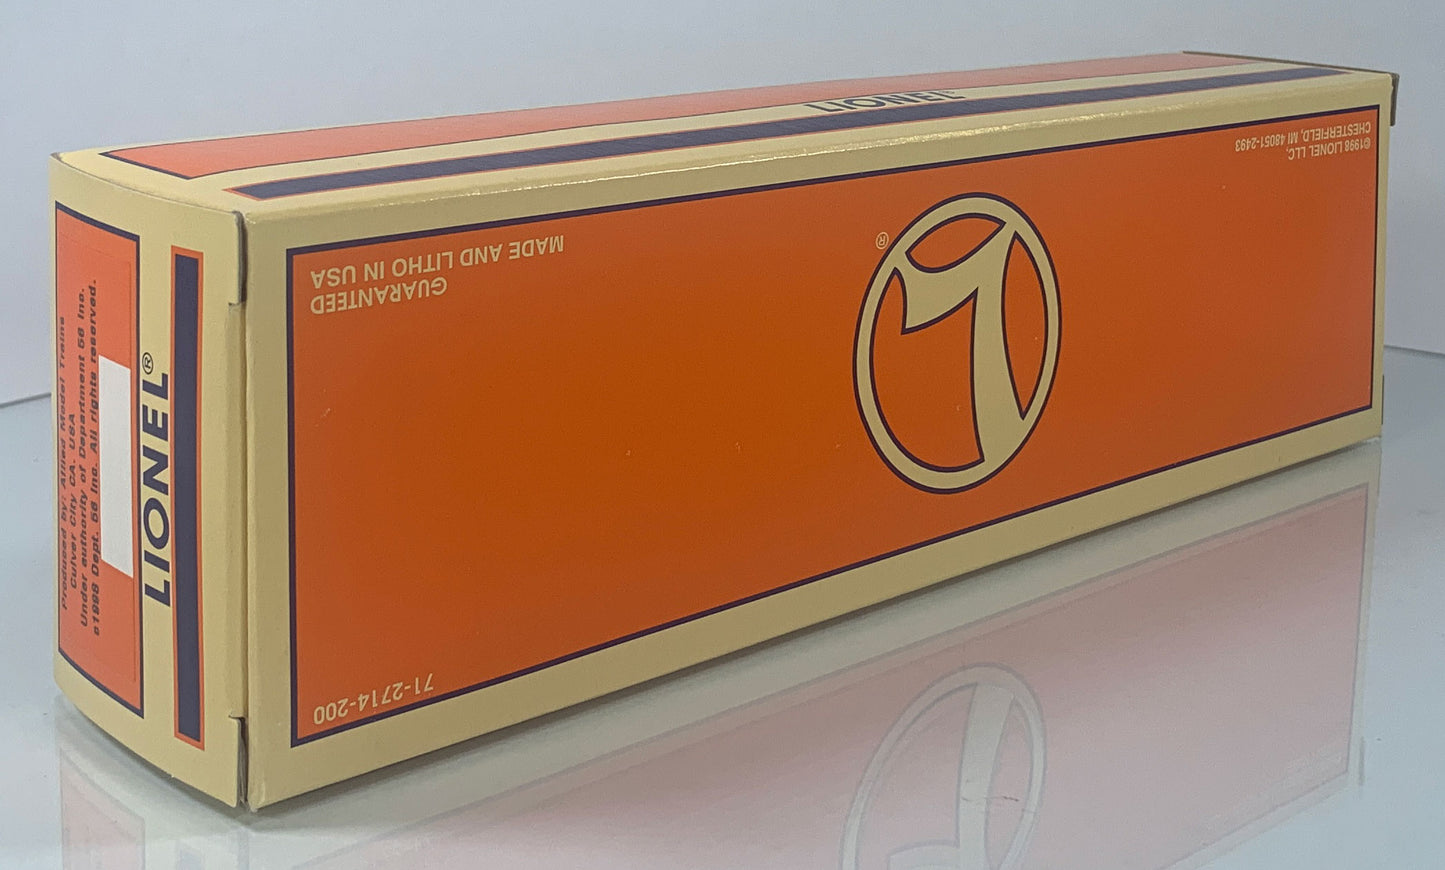 LIONEL®
Produced by: Allied Model Trains
Culver City CA. USA
Under authority of Department 56 Inc.
©1998 Dept. 56 Inc. All rights reserved.
LIONEL®
GUARANTEED
MADE AND LITHO IN USA
®
©1998 LIONEL LLC.
CHESTERFIELD, MI 48051-2493
71-2714-200